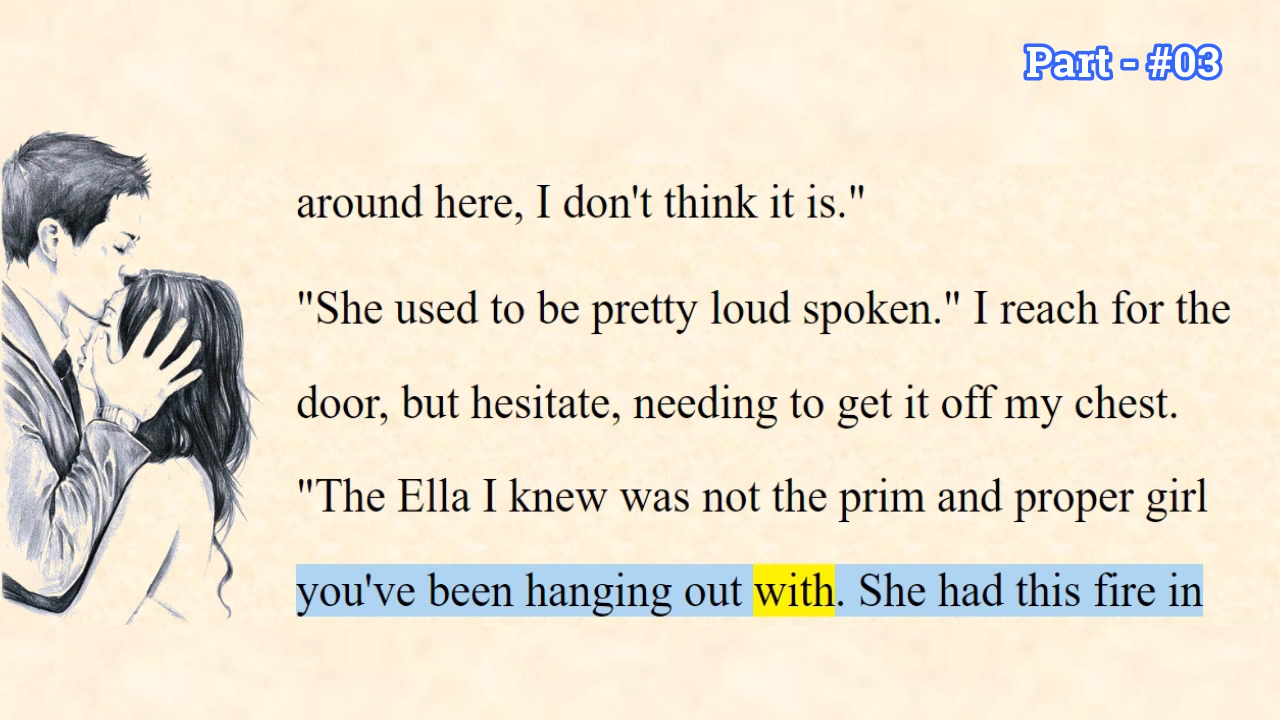 Part - #03
around here, I don't think it is."
"She used to be pretty loud spoken." I reach for the
door, but hesitate, needing to get it off my chest.
"The Ella I knew was not the prim and proper girl
you've been hanging out with. She had this fire in